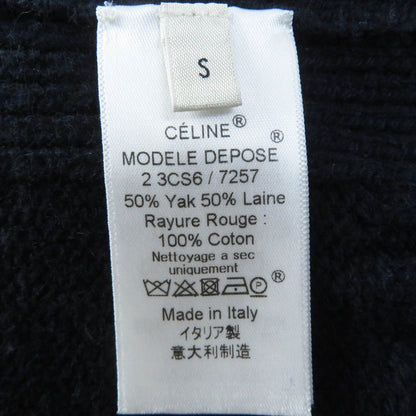 S
CÉLINE®
MODELE DEPOSE ®
2 3CS6 / 7257
50% Yak 50% Laine
Rayure Rouge :
100% Coton
Nettoyage a sec
uniquement
P ®
Made in Italy
イタリア製
意大利制造